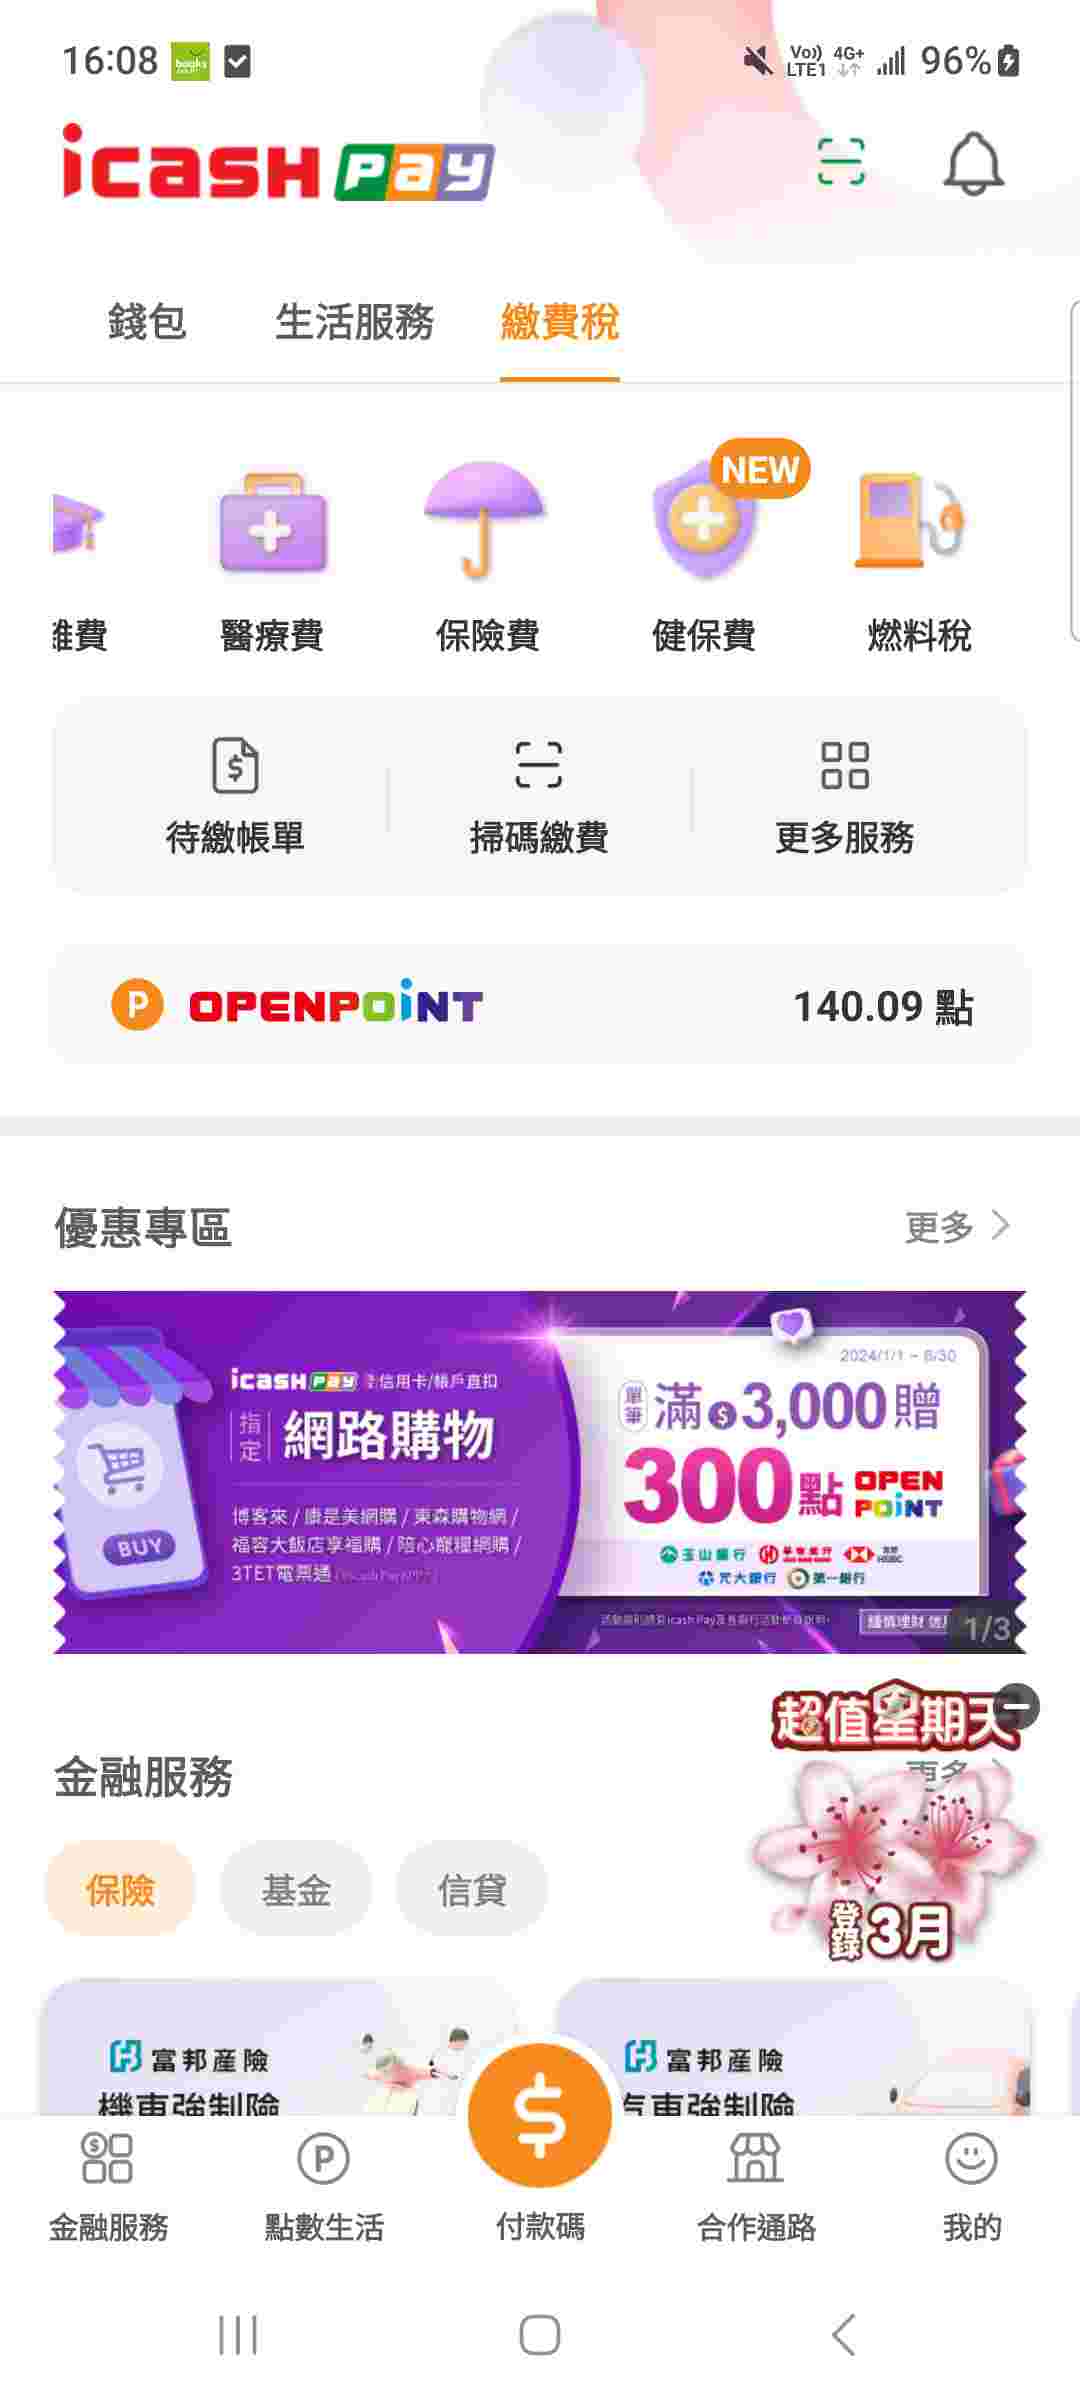 16:08
books
Vo)) LTE1 4G+ 96%
icash Pay
錢包 生活服務 繳費稅
NEW
雜費 醫療費 保險費 健保費 燃料稅
待繳帳單 掃碼繳費 更多服務
P OPENPOINT 140.09 點
優惠專區 更多
icash Pay 信用卡/帳戶直扣
指定 網路購物
博客來 / 康是美網購 / 東森購物網 /
福容大飯店享福購 / 陪心寵糧網購 /
3TET電票通
BUY
2024/1/1 - 6/30
單筆 滿$3,000贈
300點 OPEN POINT
玉山銀行 華南銀行 HSBC
元大銀行 第一銀行
1/3
超值星期天
金融服務 更多
登錄3月
保險 基金 信貸
富邦產險 富邦產險
機車強制險 汽車強制險
金融服務 P 點數生活 $ 付款碼 合作通路 我的